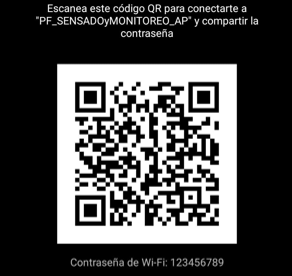 Escanea este código QR para conectarte a
"PF_SENSADOyMONITOREO_AP" y compartir la
contraseña
Contraseña de Wi-Fi: 123456789